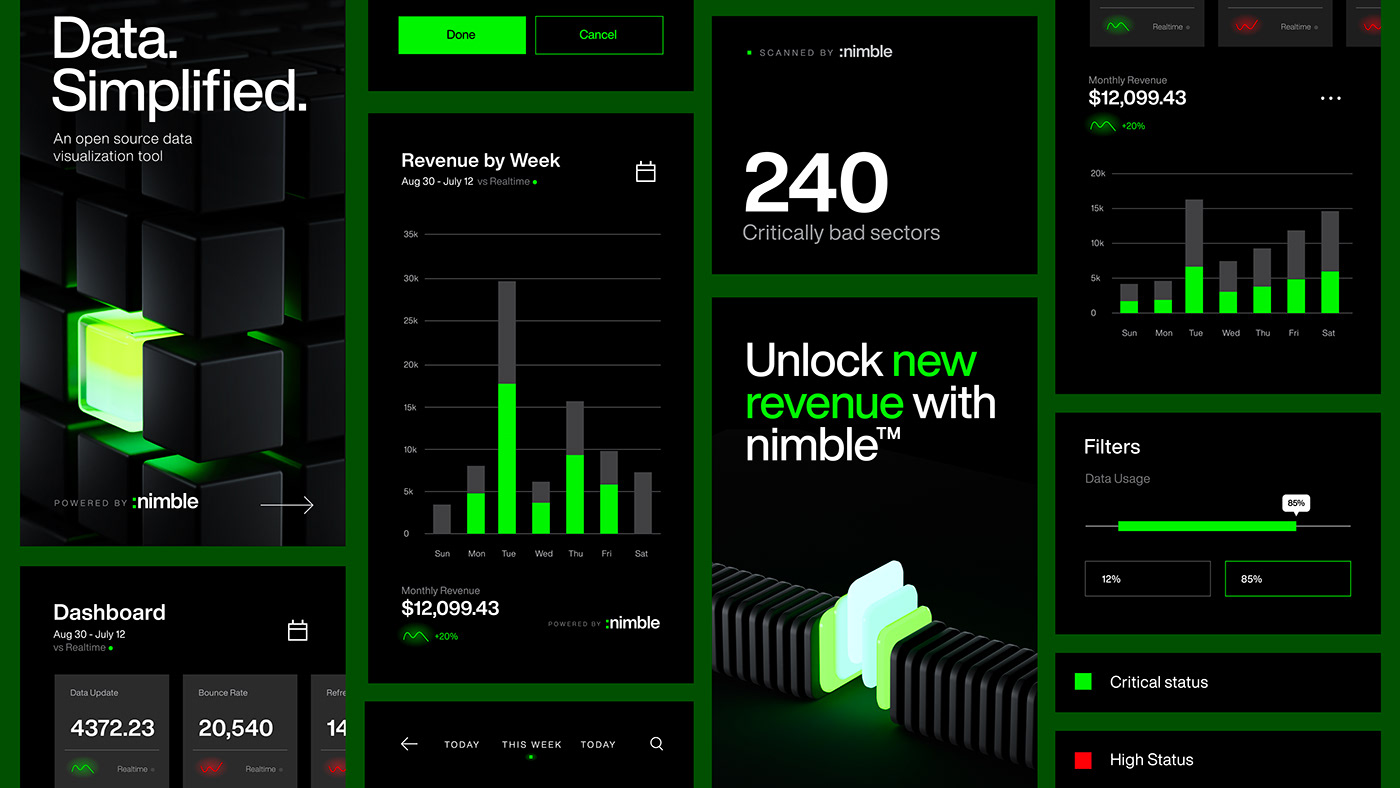 Data.
Simplified.
An open source data
visualization tool
POWERED BY :nimble
Dashboard
Aug 30 - July 12
vs Realtime
Data Update
4372.23
Realtime
Bounce Rate
20,540
Realtime
Refre
14
Done
Cancel
Revenue by Week
Aug 30 - July 12 vs Realtime
35k
30k
25k
20k
15k
10k
5k
0
Sun Mon Tue Wed Thu Fri Sat
Monthly Revenue
$12,099.43
+20%
POWERED BY :nimble
TODAY THIS WEEK TODAY
SCANNED BY :nimble
240
Critically bad sectors
Unlock new
revenue with
nimble™
Realtime
Realtime
Monthly Revenue
$12,099.43
+20%
20k
15k
10k
5k
0
Sun Mon Tue Wed Thu Fri Sat
Filters
Data Usage
85%
12%
85%
Critical status
High Status